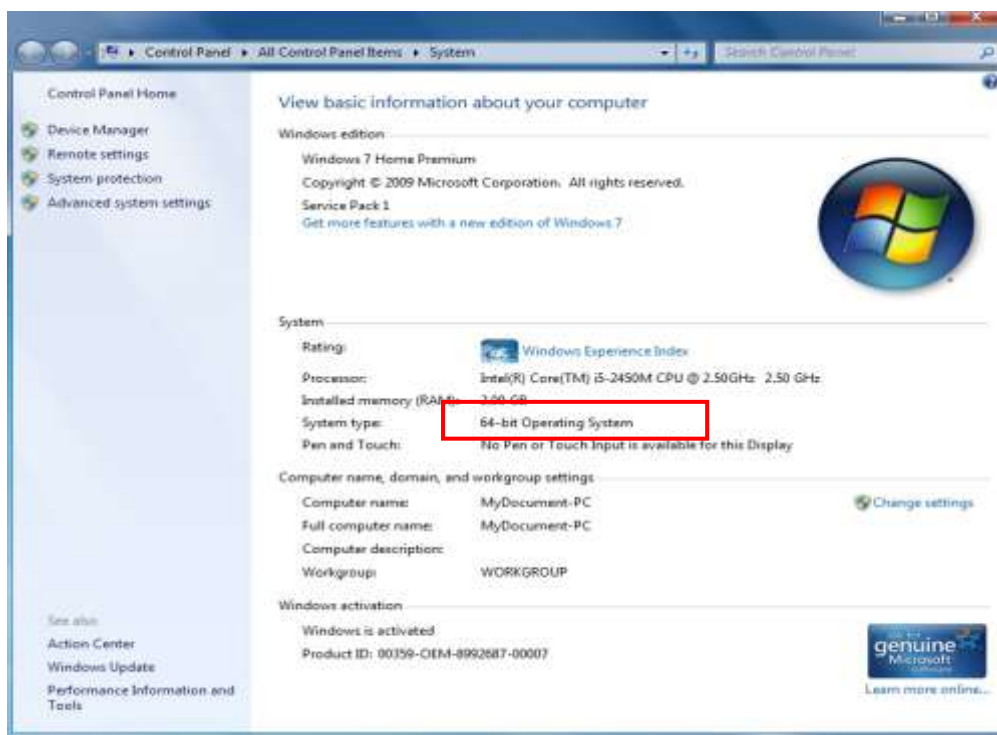 Control Panel ▸ All Control Panel Items ▸ System
Search Control Panel
Control Panel Home
Device Manager
Remote settings
System protection
Advanced system settings
View basic information about your computer
Windows edition
Windows 7 Home Premium
Copyright © 2009 Microsoft Corporation. All rights reserved.
Service Pack 1
Get more features with a new edition of Windows 7
System
Rating: Windows Experience Index
Processor: Intel(R) Core(TM) i5-2450M CPU @ 2.50GHz 2.50 GHz
Installed memory (RAM): GB
System type: 64-bit Operating System
Pen and Touch: No Pen or Touch Input is available for this Display
Computer name, domain, and workgroup settings
Computer name: MyDocument-PC
Change settings
Full computer name: MyDocument-PC
Computer description:
Workgroup: WORKGROUP
Windows activation
Windows is activated
Product ID: 00359-OEM-8992687-00007
genuine
Microsoft
Learn more online...
See also
Action Center
Windows Update
Performance Information and
Tools